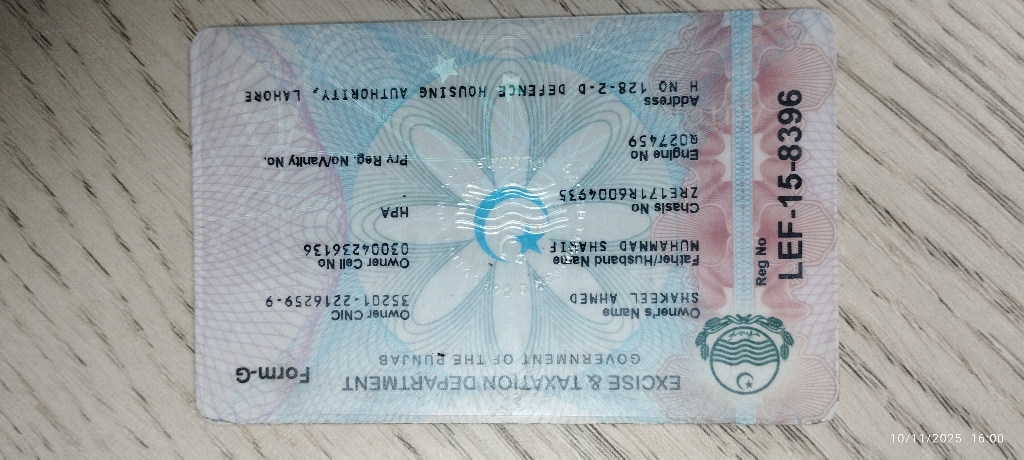 EXCISE & TAXATION DEPARTMENT
GOVERNMENT OF THE PUNJAB
Form-G
Reg No
LEF-15-8396
Owner's Name
SHAKEEL AHMED
Owner CNIC
35201-2216259-9
Father/Husband Name
MUHAMMAD SHARIF
Owner Cell No
03004236136
Chasis No
ZRE171R6004935
HPA
-
Engine No
Q027459
Prv Reg. No/Vanity No.
Address
H NO 128-2-D DEFENCE HOUSING AUTHORITY, LAHORE
10/11/2025 16:00